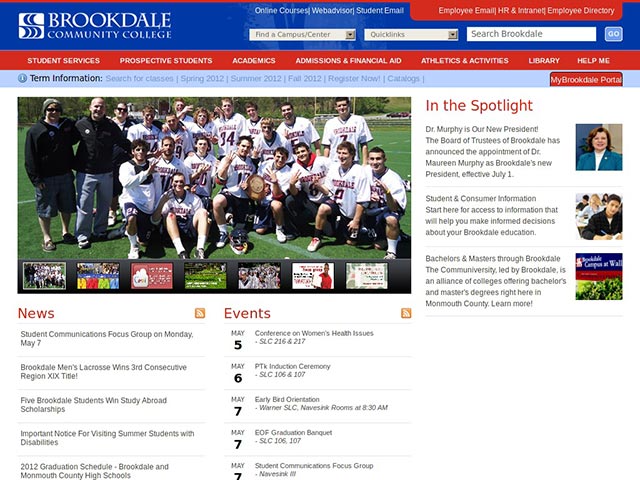 BROOKDALE
COMMUNITY COLLEGE
Online Courses| Webadvisor| Student Email
Employee Email| HR & Intranet| Employee Directory
Find a Campus/Center
Quicklinks
Search Brookdale
GO
STUDENT SERVICES PROSPECTIVE STUDENTS ACADEMICS ADMISSIONS & FINANCIAL AID ATHLETICS & ACTIVITIES LIBRARY HELP ME
Term Information: Search for classes | Spring 2012 | Summer 2012 | Fall 2012 | Register Now! | Catalogs |
MyBrookdale Portal
In the Spotlight
Dr. Murphy is Our New President!
The Board of Trustees of Brookdale has
announced the appointment of Dr.
Maureen Murphy as Brookdale's new
President, effective July 1.
Student & Consumer Information
Start here for access to information that
will help you make informed decisions
about your Brookdale education.
Bachelors & Masters through Brookdale
The Communiversity, led by Brookdale, is
an alliance of colleges offering bachelor's
and master's degrees right here in
Monmouth County. Learn more!
Brookdale
Campus at Wall
News
Student Communications Focus Group on Monday,
May 7
Brookdale Men's Lacrosse Wins 3rd Consecutive
Region XIX Title!
Five Brookdale Students Win Study Abroad
Scholarships
Important Notice For Visiting Summer Students with
Disabilities
2012 Graduation Schedule - Brookdale and
Monmouth County High Schools
Events
MAY
5
Conference on Women's Health Issues
- SLC 216 & 217
MAY
6
PTk Induction Ceremony
- SLC 106 & 107
MAY
7
Early Bird Orientation
- Warner SLC, Navesink Rooms at 8:30 AM
MAY
7
EOF Graduation Banquet
- SLC 106, 107
MAY
7
Student Communications Focus Group
- Navesink III